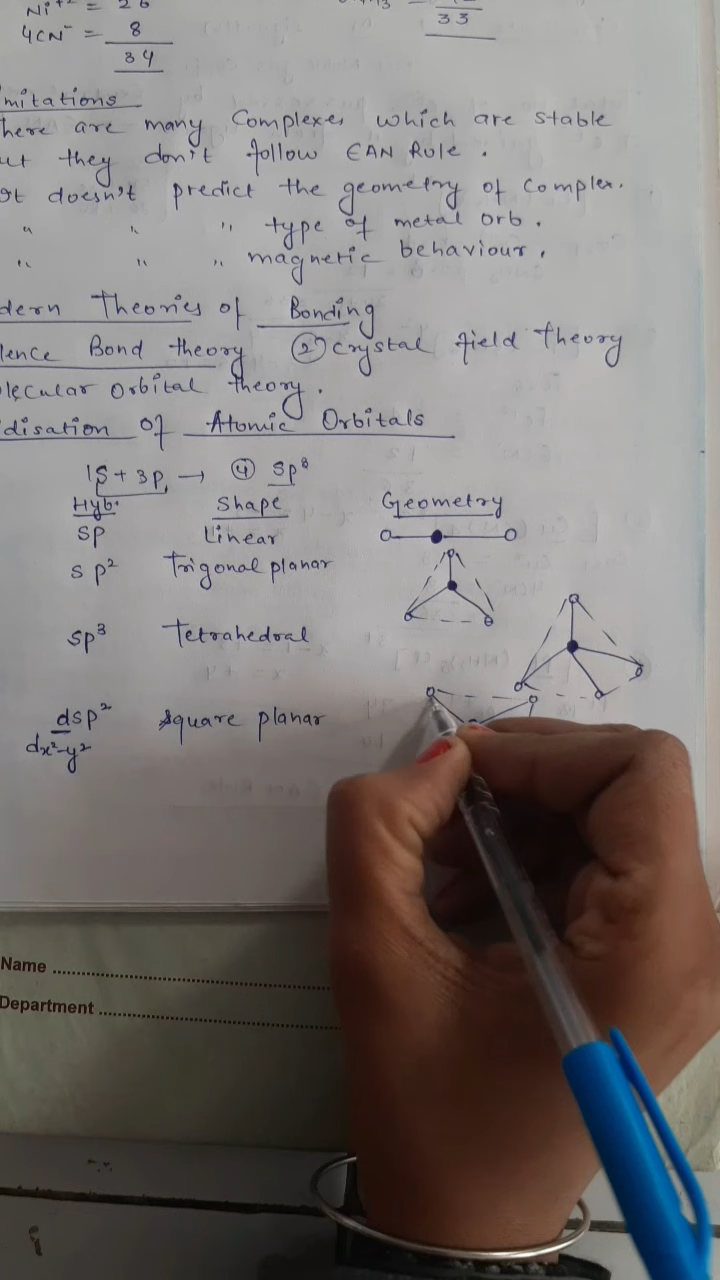 Ni⁺² = 26
33
4CN⁻ = 8
34
mitations
here are many Complexes which are stable
ut they don't follow EAN Rule.
It doesn't predict the geometry of Complex.
" " " type of metal orb.
" " " magnetic behaviour.
dern Theories of Bonding
lence Bond theory ② Crystal field Theory
lecular Orbital theory.
disation of Atomic Orbitals
1S + 3P → ④ SP³
Hyb. Shape Geometry
SP Linear
SP² Trigonal planar
SP³ Tetrahedral
dsp² square planar
dx²-y²
Name
Department